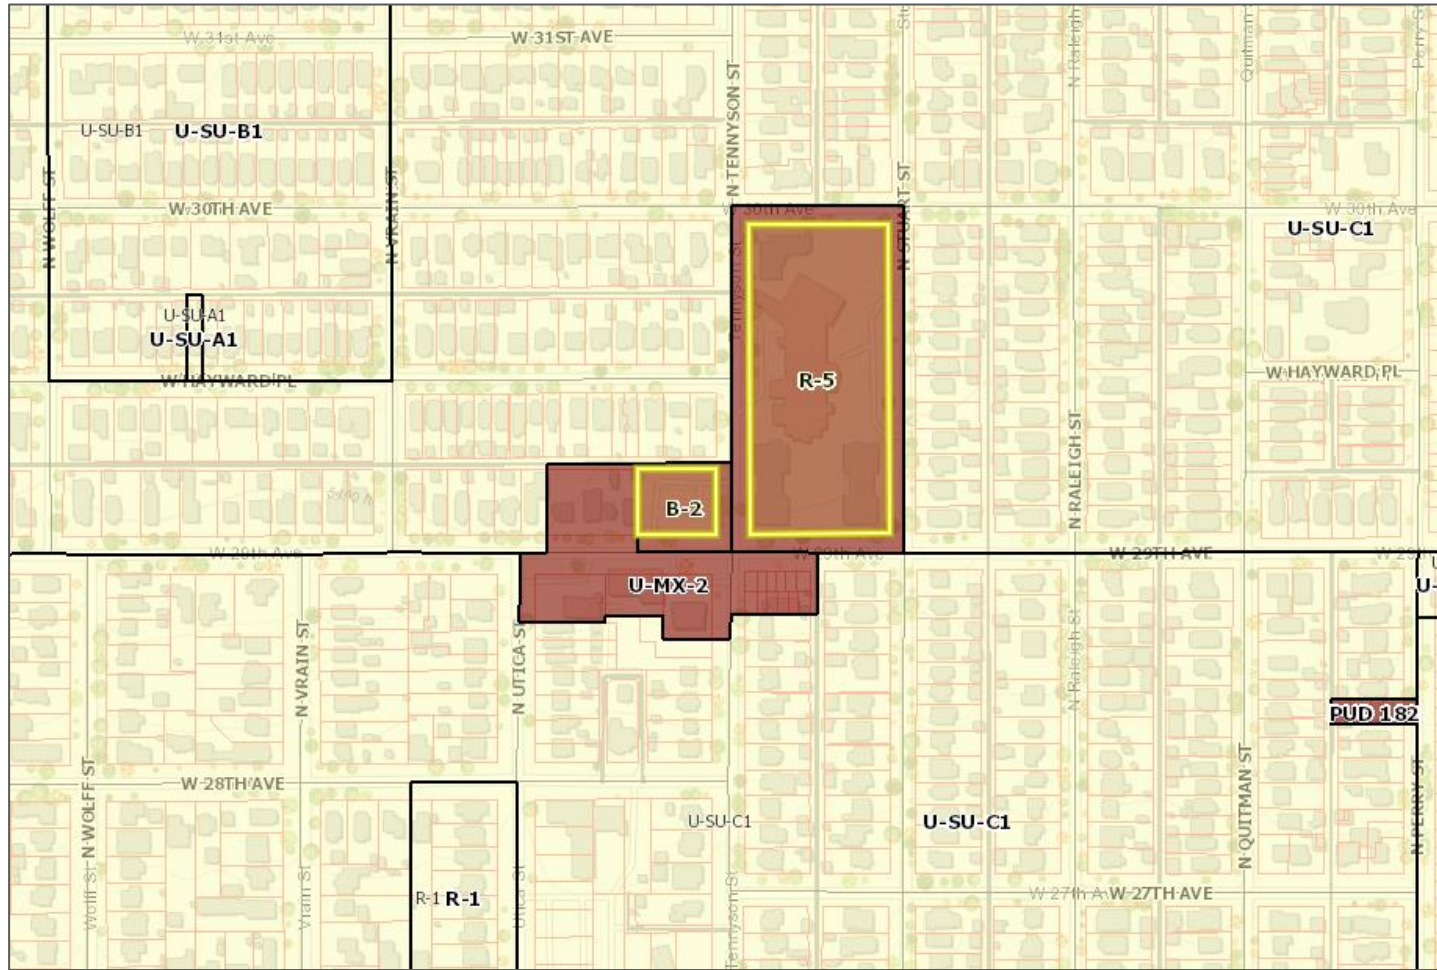 W 31st Ave
W 31ST AVE
N TENNYSON ST
N Raleigh
Quitman
U-SU-B1
U-SU-B1
N WOLFF ST
N VRAIN ST
N STUART ST
W 30TH AVE
W 30th Ave
W 30th Ave
U-SU-C1
Tennyson St
U-SU-A1
U-SU-A1
W HAYWARD PL
R-5
W HAYWARD PL
N RALEIGH ST
B-2
W 29th Ave
W 29th Ave
W 29TH AVE
W 29th
U-MX-2
U-
N UTICA ST
N VRAIN ST
N Raleigh St
PUD 182
W 28TH AVE
N WOLFF ST
N QUITMAN ST
N PERRY ST
U-SU-C1
U-SU-C1
R-1
R-1
Wolff St
Vrain St
Utica St
Tennyson St
W 27th A
W 27TH AVE